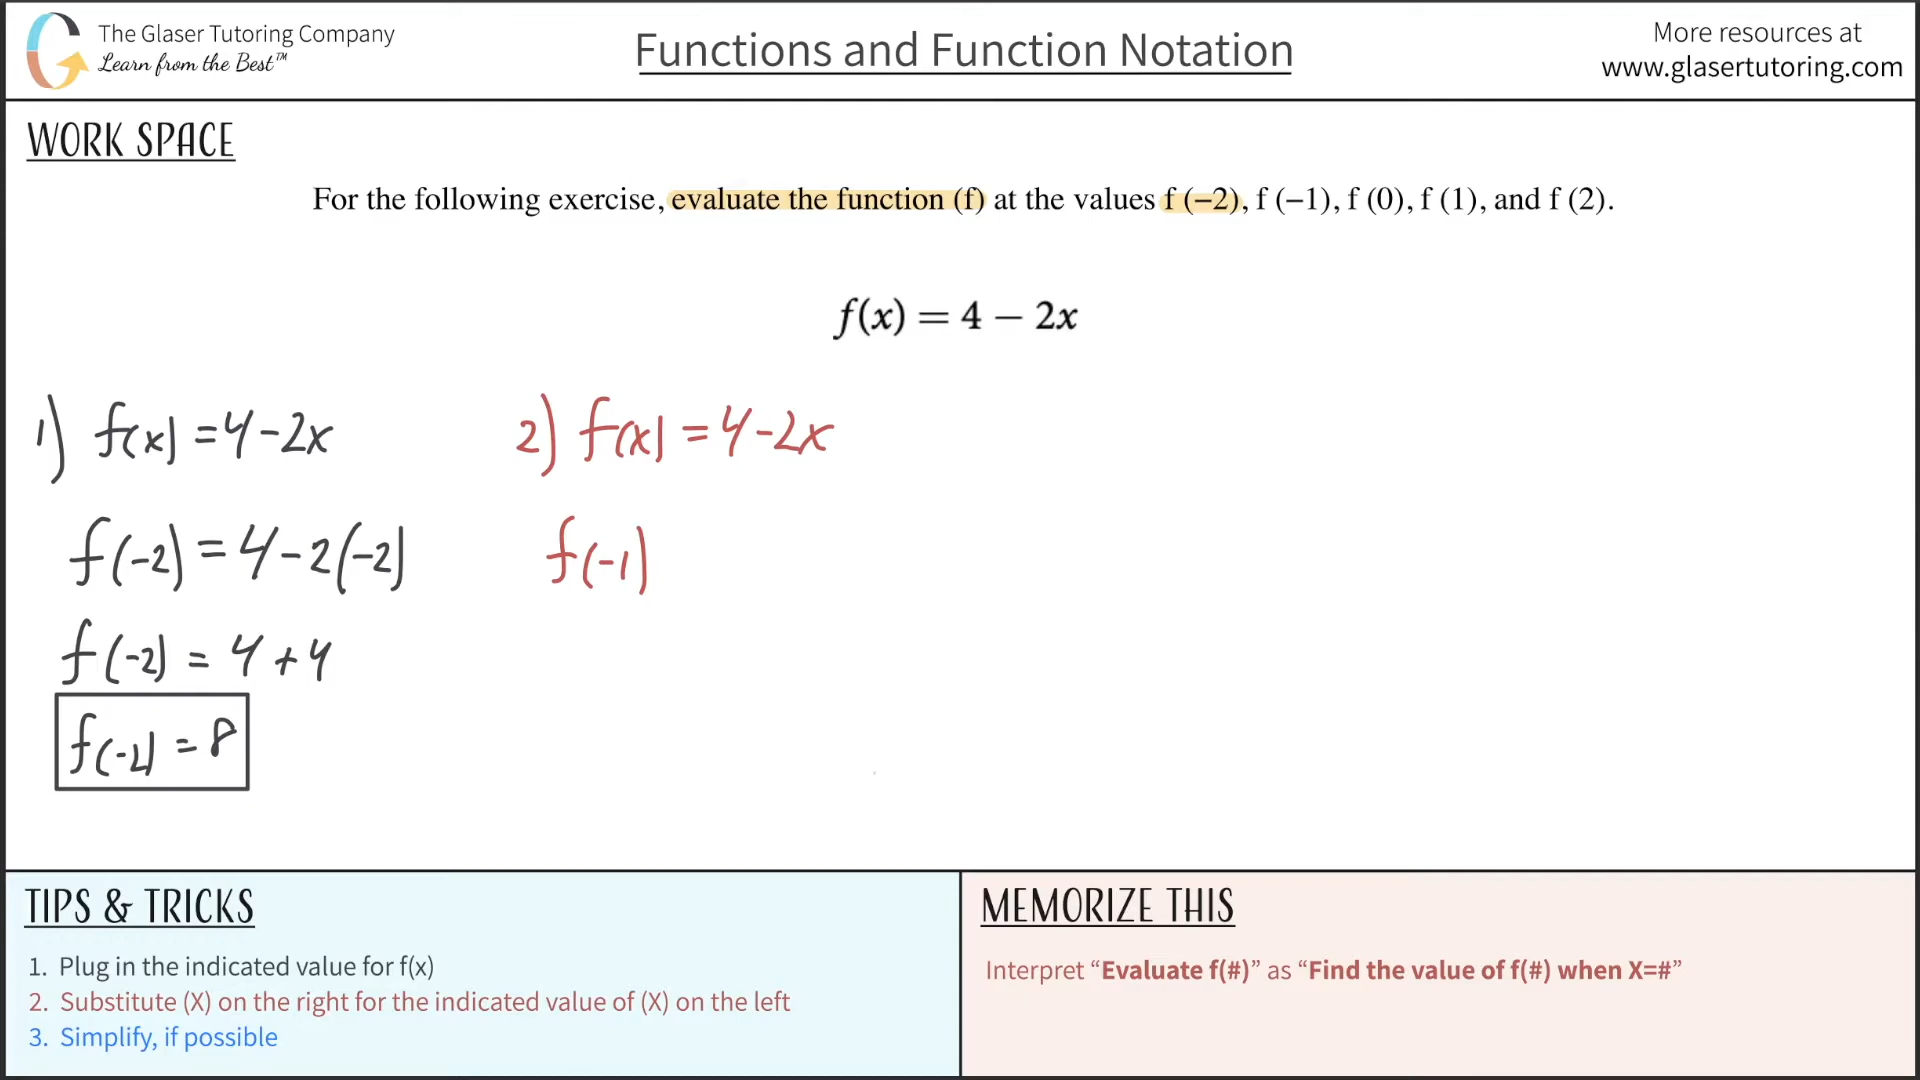 The Glaser Tutoring Company
Learn from the Best™
Functions and Function Notation
More resources at
www.glasertutoring.com
WORK SPACE
For the following exercise, evaluate the function (f) at the values f (−2), f (−1), f (0), f (1), and f (2).
f(x) = 4 − 2x
1) f(x) = 4 - 2x
f(-2) = 4 - 2(-2)
f(-2) = 4 + 4
f(-2) = 8
2) f(x) = 4 - 2x
f(-1)
TIPS & TRICKS
1. Plug in the indicated value for f(x)
2. Substitute (X) on the right for the indicated value of (X) on the left
3. Simplify, if possible
MEMORIZE THIS
Interpret “Evaluate f(#)” as “Find the value of f(#) when X=#”